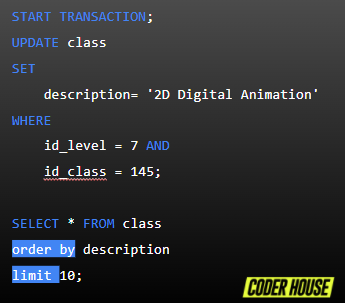 START TRANSACTION;
UPDATE class
SET
description= '2D Digital Animation'
WHERE
id_level = 7 AND
id_class = 145;
SELECT * FROM class
order by description
limit 10;
CODER HOUSE